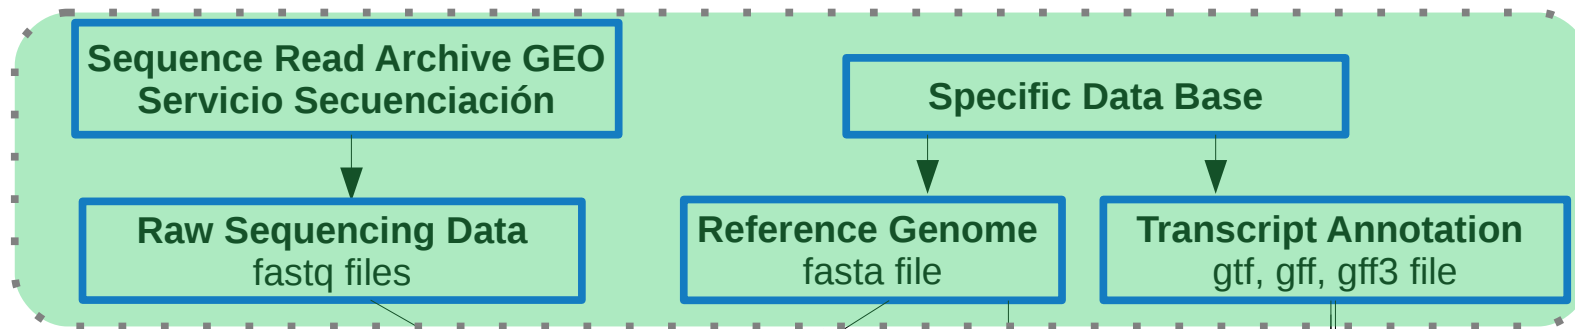 Sequence Read Archive GEO
Servicio Secuenciación
Specific Data Base
Raw Sequencing Data
fastq files
Reference Genome
fasta file
Transcript Annotation
gtf, gff, gff3 file